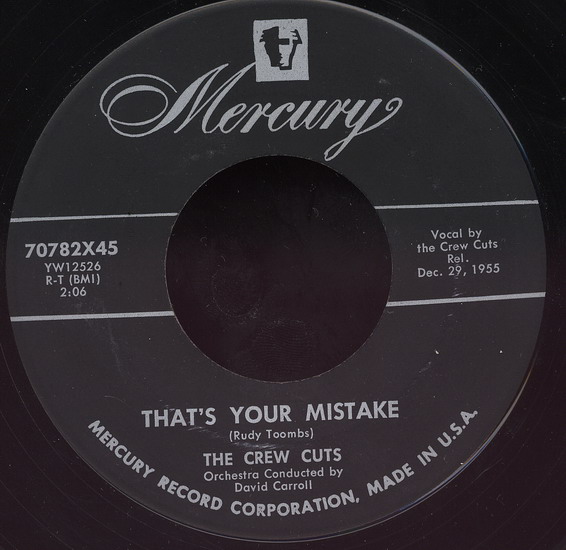 Mercury
70782X45
YW12526
R-T (BMI)
2:06
Vocal by
the Crew Cuts
Rel.
Dec. 29, 1955
THAT'S YOUR MISTAKE
(Rudy Toombs)
THE CREW CUTS
Orchestra Conducted by
David Carroll
MERCURY RECORD CORPORATION, MADE IN U.S.A.